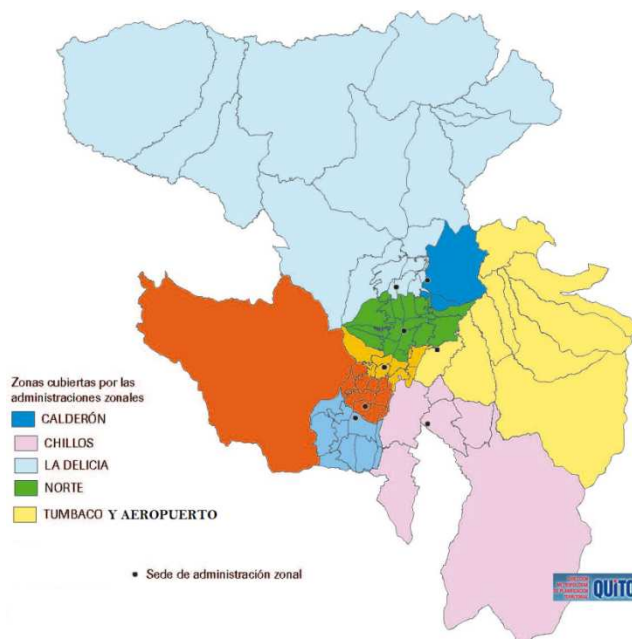 Zonas cubiertas por las
administraciones zonales
CALDERÓN
CHILLOS
LA DELICIA
NORTE
TUMBACO Y AEROPUERTO
• Sede de administración zonal
QUITO